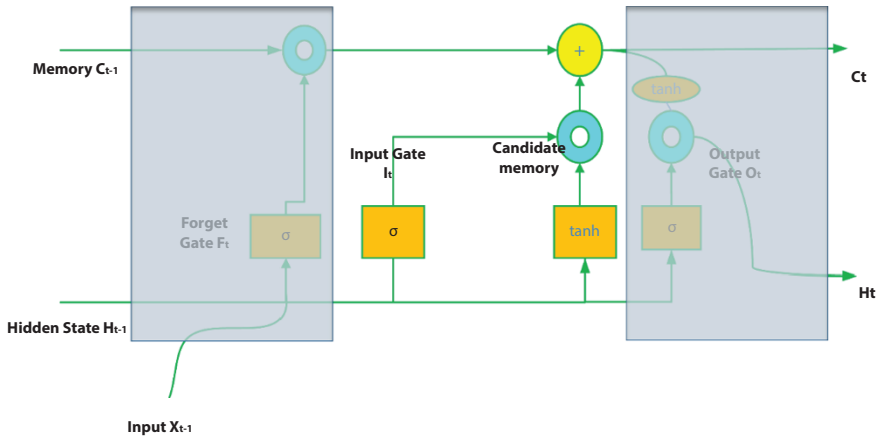 +
Memory Ct-1
Ct
tanh
Input Gate
It
Candidate
memory
Output
Gate Ot
Forget
Gate Ft
σ
σ
tanh
σ
Ht
Hidden State Ht-1
Input Xt-1